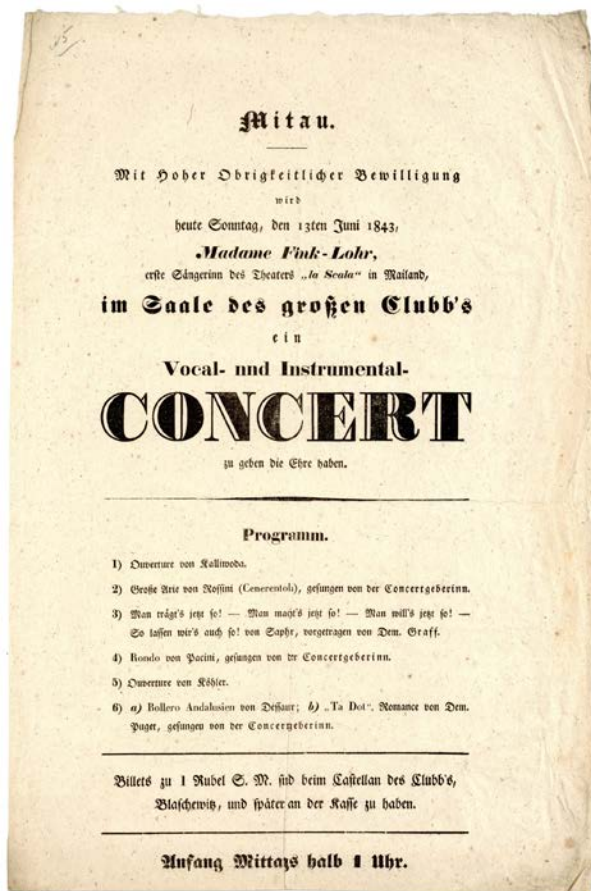 Mitau.
Mit Hoher Obrigkeitlicher Bewilligung
wird
heute Sonntag, den 13ten Juni 1843,
Madame Fink-Lohr,
erste Sängerinn des Theaters „la Scala“ in Mailand,
im Saale des großen Clubb's
ein
Vocal- nnd Instrumental-
CONCERT
zu geben die Ehre haben.
Programm.
1) Ouverture von Kalliwoda.
2) Große Arie von Rossini (Cenerentoli), gesungen von der Concertgeberinn.
3) Man trägt's jetzt so! — Man macht's jetzt so! — Man will's jetzt so! —
So lassen wir's auch so! von Saphr, vorgetragen von Dem. Graff.
4) Rondo von Pacini, gesungen von der Concertgeberinn.
5) Ouverture von Köhler.
6) a) Bollero Andalusien von Dessaur; b) „Ta Dot“, Romance von Dem.
Puget, gesungen von der Concertgeberinn.
Billets zu 1 Rubel S. M. sind beim Castellan des Clubb's,
Blaschewitz, und später an der Kasse zu haben.
Anfang Mittags halb 1 Uhr.